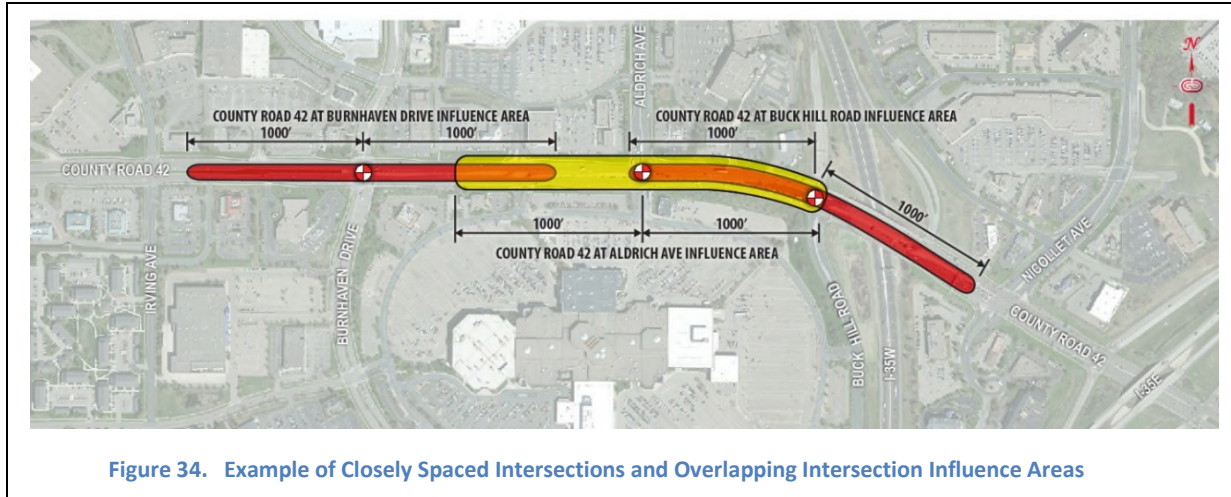 ALDRICH AVE
N
COUNTY ROAD 42 AT BURNHAVEN DRIVE INFLUENCE AREA
1000' 1000'
COUNTY ROAD 42 AT BUCK HILL ROAD INFLUENCE AREA
1000'
COUNTY ROAD 42
1000'
1000' 1000'
COUNTY ROAD 42 AT ALDRICH AVE INFLUENCE AREA
IRVING AVE
BURNHAVEN DRIVE
BUCK HILL ROAD
I-35W
NICOLLET AVE
COUNTY ROAD 42
I-35E
Figure 34. Example of Closely Spaced Intersections and Overlapping Intersection Influence Areas